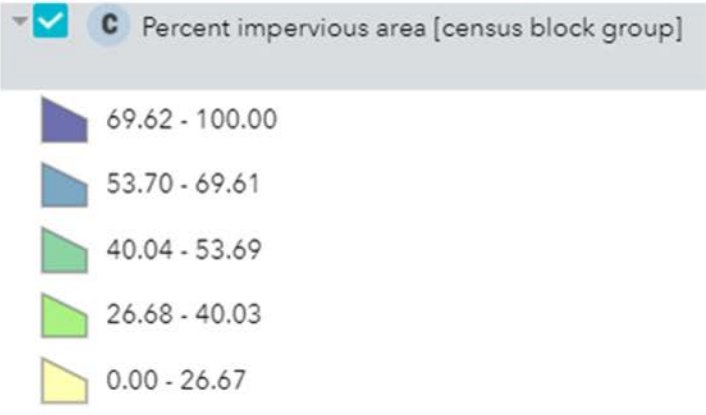 C Percent impervious area [census block group]
69.62 - 100.00
53.70 - 69.61
40.04 - 53.69
26.68 - 40.03
0.00 - 26.67